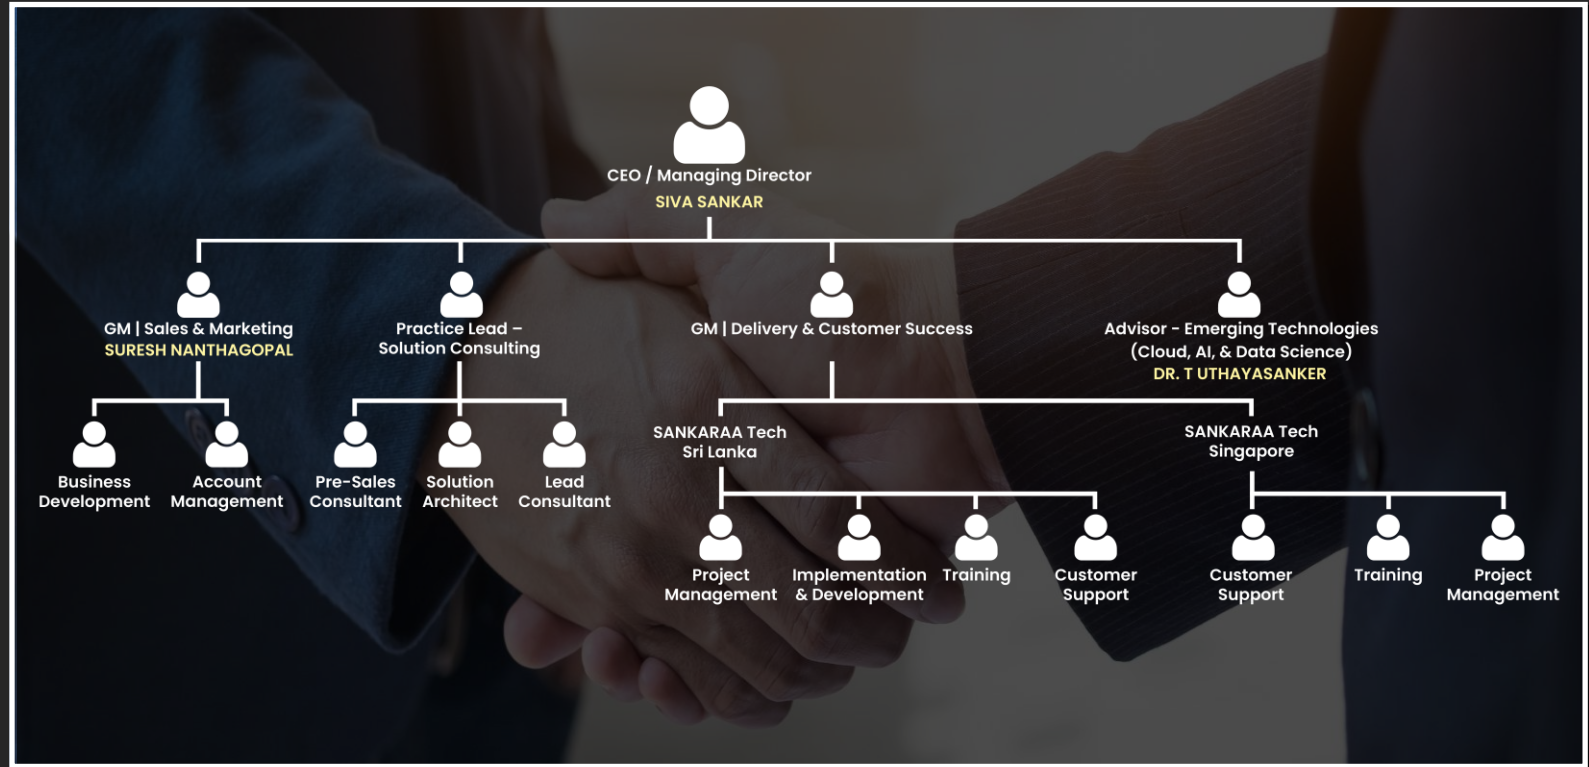 CEO / Managing Director
SIVA SANKAR
GM | Sales & Marketing
SURESH NANTHAGOPAL
Practice Lead –
Solution Consulting
GM | Delivery & Customer Success
Advisor - Emerging Technologies
(Cloud, AI, & Data Science)
DR. T UTHAYASANKER
Business
Development
Account
Management
Pre-Sales
Consultant
Solution
Architect
Lead
Consultant
SANKARAA Tech
Sri Lanka
SANKARAA Tech
Singapore
Project
Management
Implementation
& Development
Training
Customer
Support
Customer
Support
Training
Project
Management